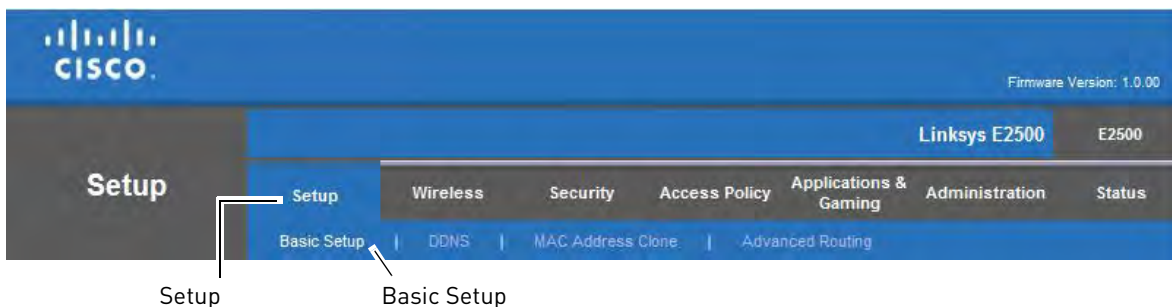 CISCO.
Firmware Version: 1.0.00
Linksys E2500 E2500
Setup
Setup Wireless Security Access Policy Applications & Gaming Administration Status
Basic Setup | DDNS | MAC Address Clone | Advanced Routing
Setup Basic Setup